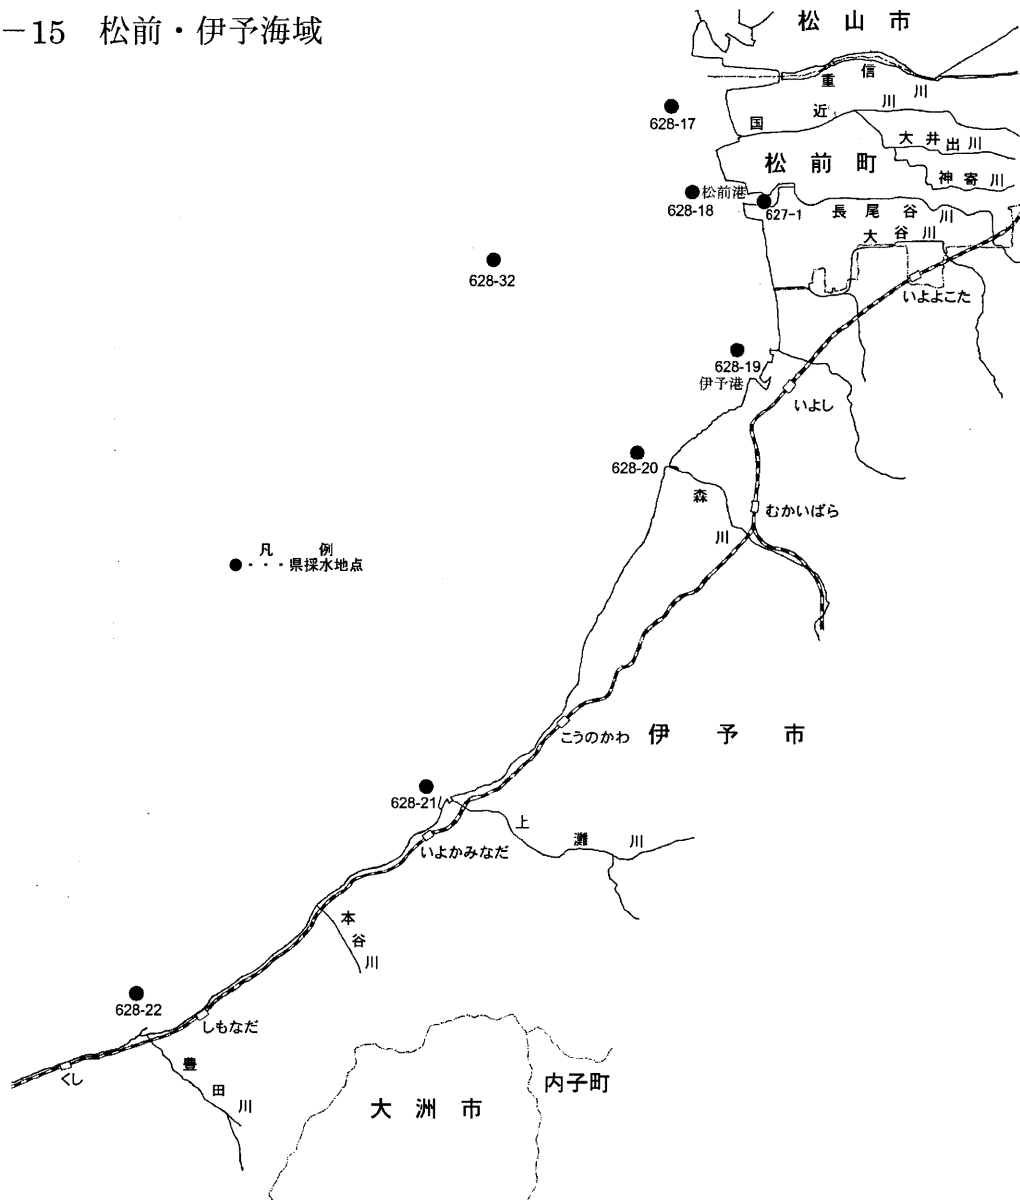 −15　松前・伊予海域
松山市
重信川
628-17
国近川
大井出川
松前町
神寄川
松前港
628-18
627-1
長尾谷川
大谷川
628-32
いよよこた
628-19
伊予港
いよし
628-20
森川
むかいばら
凡例
●・・・県採水地点
こうのかわ
伊予市
628-21
上灘川
いよかみなだ
本谷川
628-22
しもなだ
くし
豊田川
内子町
大洲市